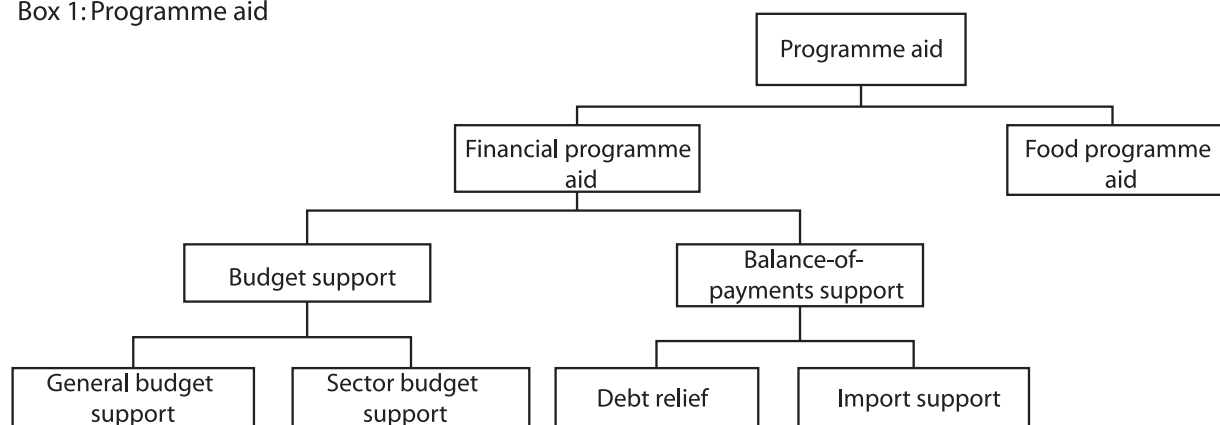 Box 1: Programme aid
Programme aid
Financial programme
aid
Food programme
aid
Budget support
Balance-of-
payments support
General budget
support
Sector budget
support
Debt relief
Import support